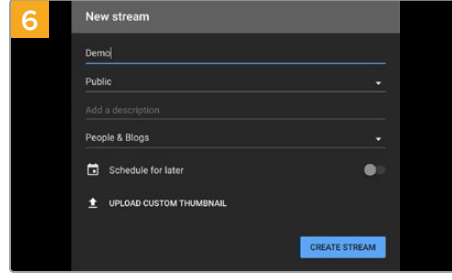 6
New stream
Demo
Public
Add a description
People & Blogs
Schedule for later
UPLOAD CUSTOM THUMBNAIL
CREATE STREAM